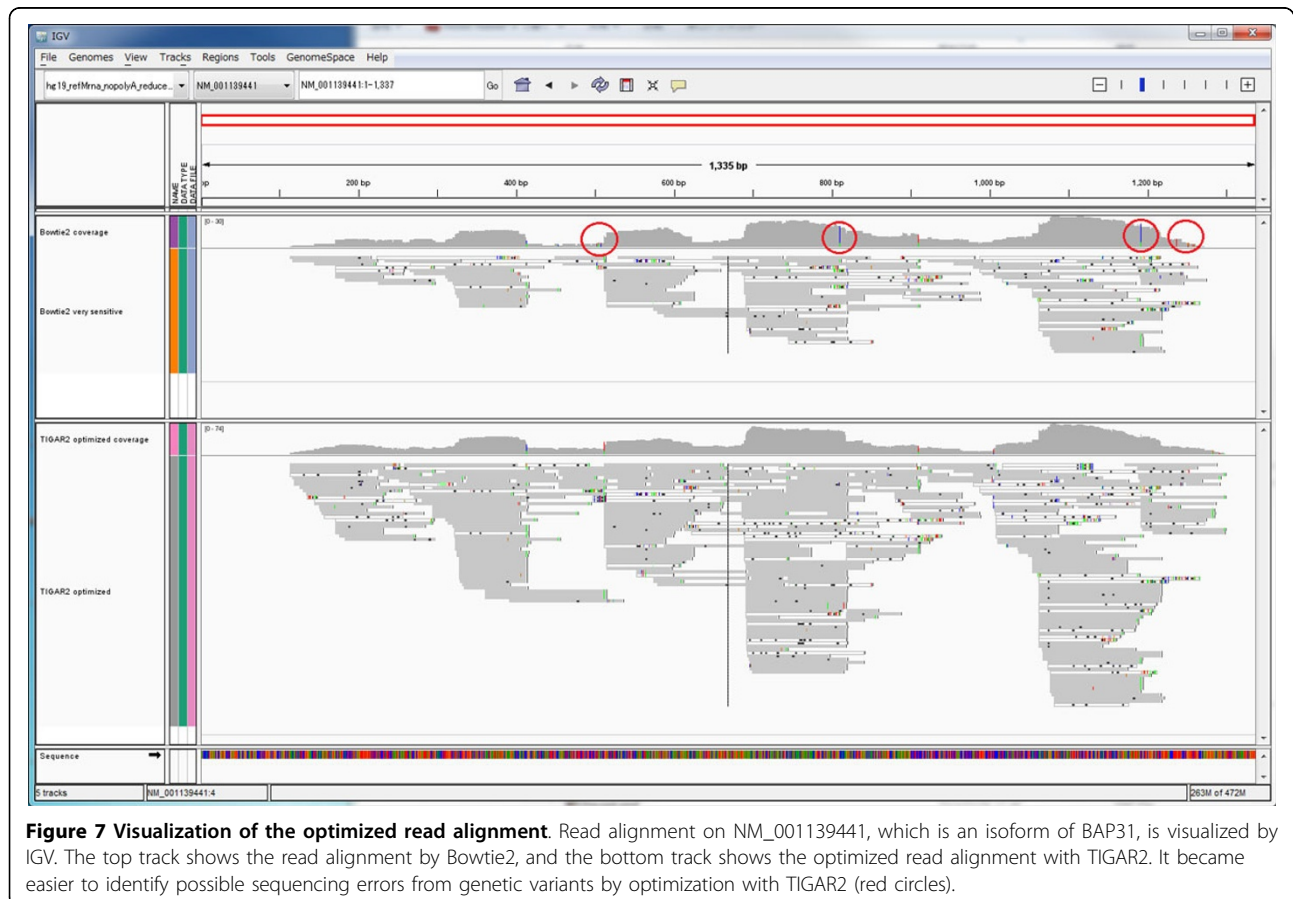 IGV
File Genomes View Tracks Regions Tools GenomeSpace Help
hg19_refMrna_nopolyA_reduce... NM_001139441 NM_001139441:1-1,337 Go
1,335 bp
NAME
DATA TYPE
DATA FILE
bp 200 bp 400 bp 600 bp 800 bp 1,000 bp 1,200 bp
Bowtie2 coverage
[0 - 30]
Bowtie2 very sensitive
TIGAR2 optimized coverage
[0 - 74]
TIGAR2 optimized
Sequence
5 tracks NM_001139441:4 263M of 472M
Figure 7 Visualization of the optimized read alignment. Read alignment on NM_001139441, which is an isoform of BAP31, is visualized by
IGV. The top track shows the read alignment by Bowtie2, and the bottom track shows the optimized read alignment with TIGAR2. It became
easier to identify possible sequencing errors from genetic variants by optimization with TIGAR2 (red circles).